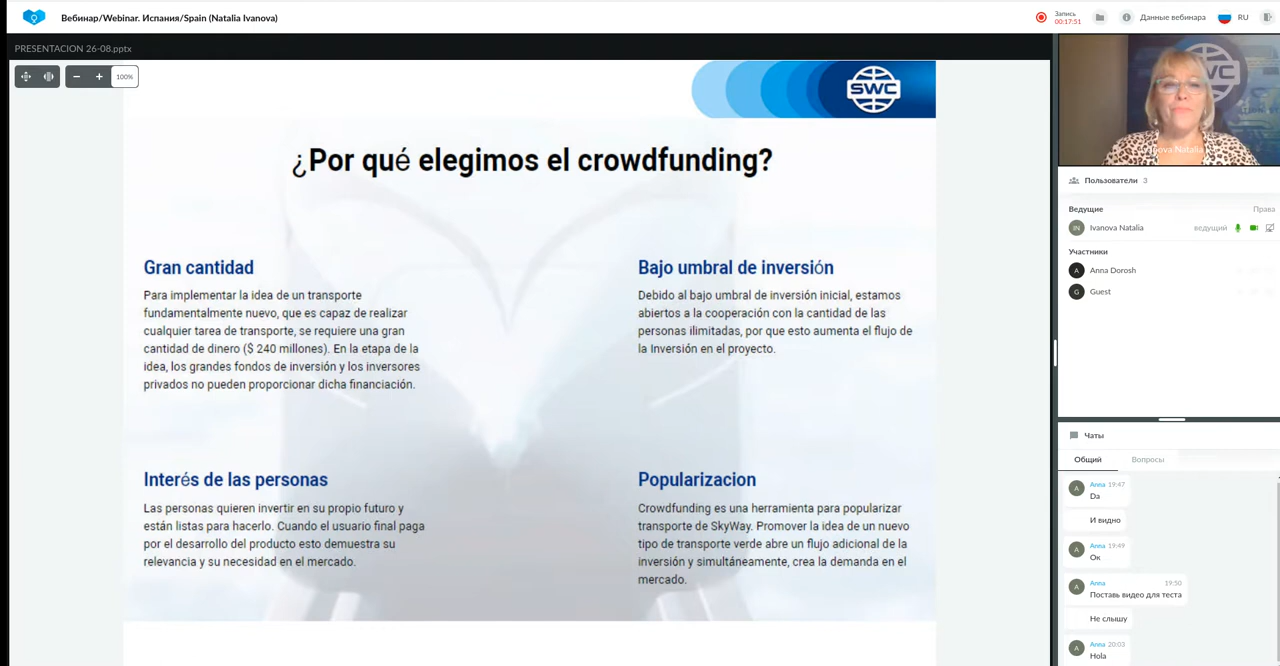 Вебинар/Webinar. Испания/Spain (Natalia Ivanova)
Запись
00:17:51
Данные вебинара
RU
PRESENTACION 26-08.pptx
100%
SWC
¿Por qué elegimos el crowdfunding?
Gran cantidad
Para implementar la idea de un transporte
fundamentalmente nuevo, que es capaz de realizar
cualquier tarea de transporte, se requiere una gran
cantidad de dinero ($ 240 millones). En la etapa de la
idea, los grandes fondos de inversión y los inversores
privados no pueden proporcionar dicha financiación.
Bajo umbral de inversión
Debido al bajo umbral de inversión inicial, estamos
abiertos a la cooperación con la cantidad de las
personas ilimitadas, por que esto aumenta el flujo de
la Inversión en el proyecto.
Interés de las personas
Las personas quieren invertir en su propio futuro y
están listas para hacerlo. Cuando el usuario final paga
por el desarrollo del producto esto demuestra su
relevancia y su necesidad en el mercado.
Popularizacion
Crowdfunding es una herramienta para popularizar
transporte de SkyWay. Promover la idea de un nuevo
tipo de transporte verde abre un flujo adicional de la
inversión y simultáneamente, crea la demanda en el
mercado.
Natalia
Пользователи 3
Ведущие Права
IN Ivanova Natalia ведущий
Участники
A Anna Dorosh
G Guest
Чаты
Общий Вопросы
A Anna 19:47
Da
И видно
A Anna 19:49
Ок
A Anna 19:50
Поставь видео для теста
Не слышу
A Anna 20:03
Hola